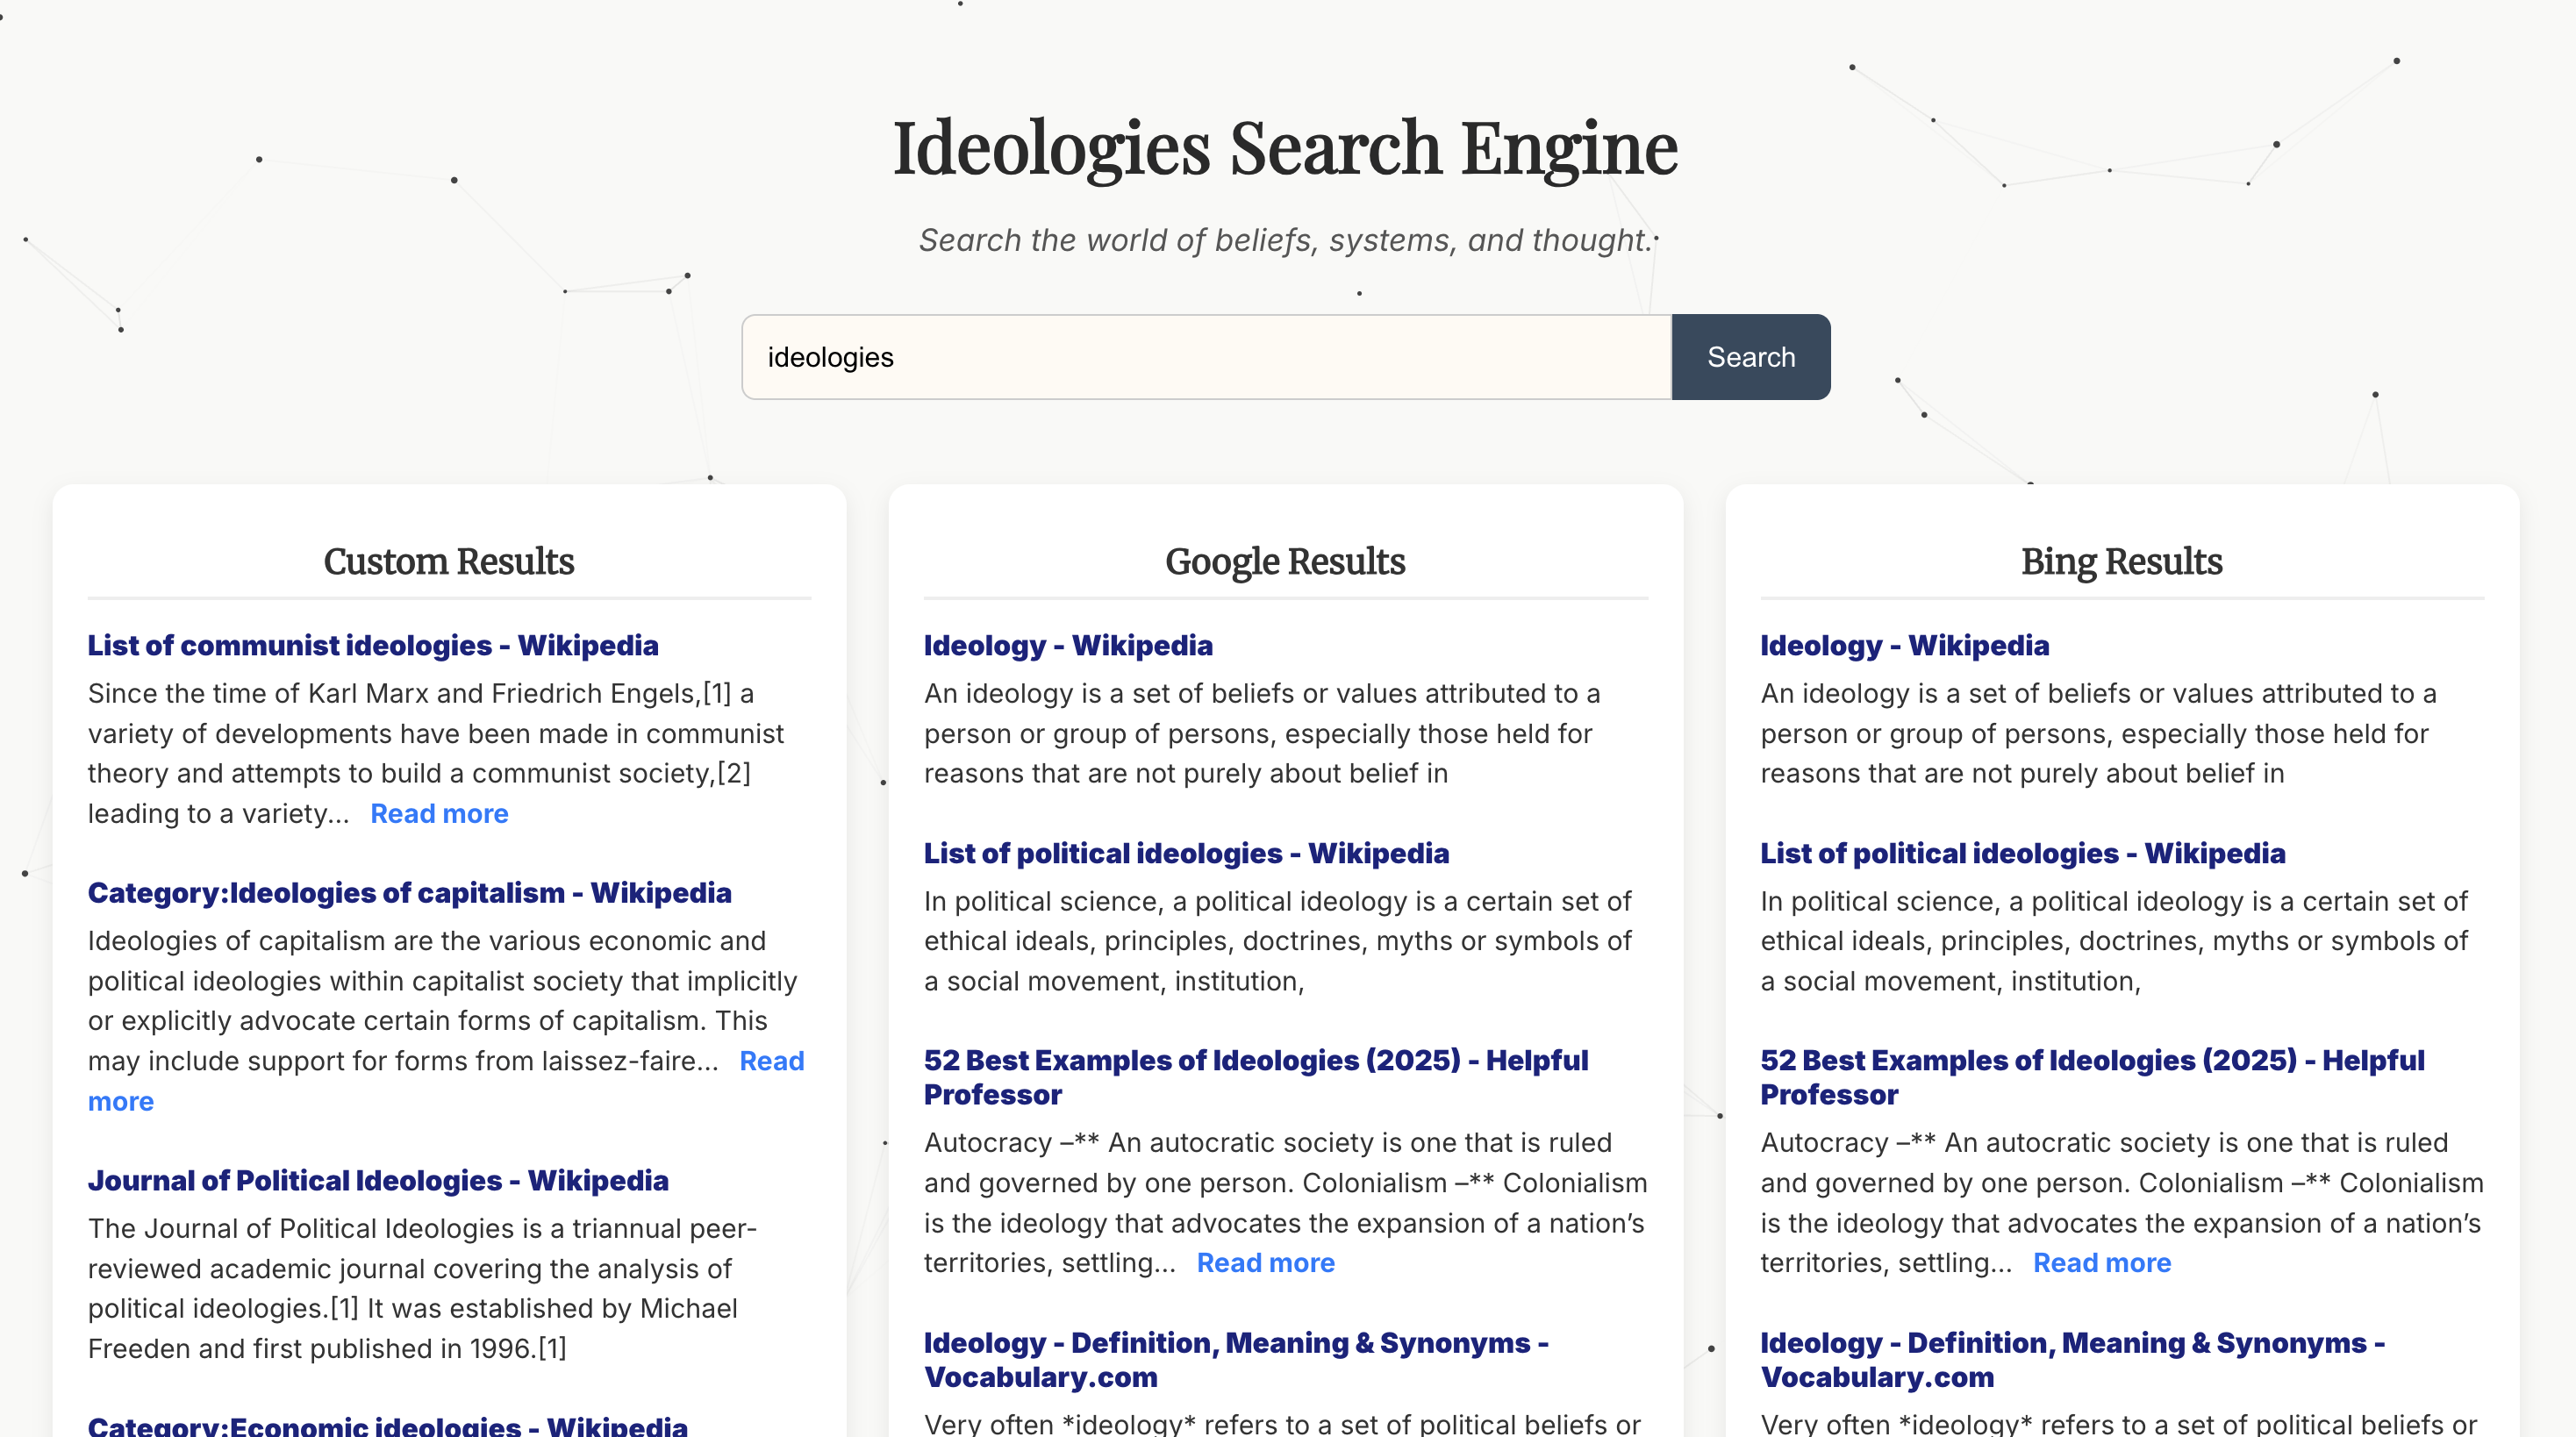 Ideologies Search Engine
Search the world of beliefs, systems, and thought.
ideologies
Search
Custom Results
List of communist ideologies - Wikipedia
Since the time of Karl Marx and Friedrich Engels,[1] a
variety of developments have been made in communist
theory and attempts to build a communist society,[2]
leading to a variety... Read more
Category:Ideologies of capitalism - Wikipedia
Ideologies of capitalism are the various economic and
political ideologies within capitalist society that implicitly
or explicitly advocate certain forms of capitalism. This
may include support for forms from laissez-faire... Read
more
Journal of Political Ideologies - Wikipedia
The Journal of Political Ideologies is a triannual peer-
reviewed academic journal covering the analysis of
political ideologies.[1] It was established by Michael
Freeden and first published in 1996.[1]
Category:Economic ideologies - Wikipedia
Google Results
Ideology - Wikipedia
An ideology is a set of beliefs or values attributed to a
person or group of persons, especially those held for
reasons that are not purely about belief in
List of political ideologies - Wikipedia
In political science, a political ideology is a certain set of
ethical ideals, principles, doctrines, myths or symbols of
a social movement, institution,
52 Best Examples of Ideologies (2025) - Helpful
Professor
Autocracy –** An autocratic society is one that is ruled
and governed by one person. Colonialism –** Colonialism
is the ideology that advocates the expansion of a nation’s
territories, settling... Read more
Ideology - Definition, Meaning & Synonyms -
Vocabulary.com
Very often *ideology* refers to a set of political beliefs or
Bing Results
Ideology - Wikipedia
An ideology is a set of beliefs or values attributed to a
person or group of persons, especially those held for
reasons that are not purely about belief in
List of political ideologies - Wikipedia
In political science, a political ideology is a certain set of
ethical ideals, principles, doctrines, myths or symbols of
a social movement, institution,
52 Best Examples of Ideologies (2025) - Helpful
Professor
Autocracy –** An autocratic society is one that is ruled
and governed by one person. Colonialism –** Colonialism
is the ideology that advocates the expansion of a nation’s
territories, settling... Read more
Ideology - Definition, Meaning & Synonyms -
Vocabulary.com
Very often *ideology* refers to a set of political beliefs or